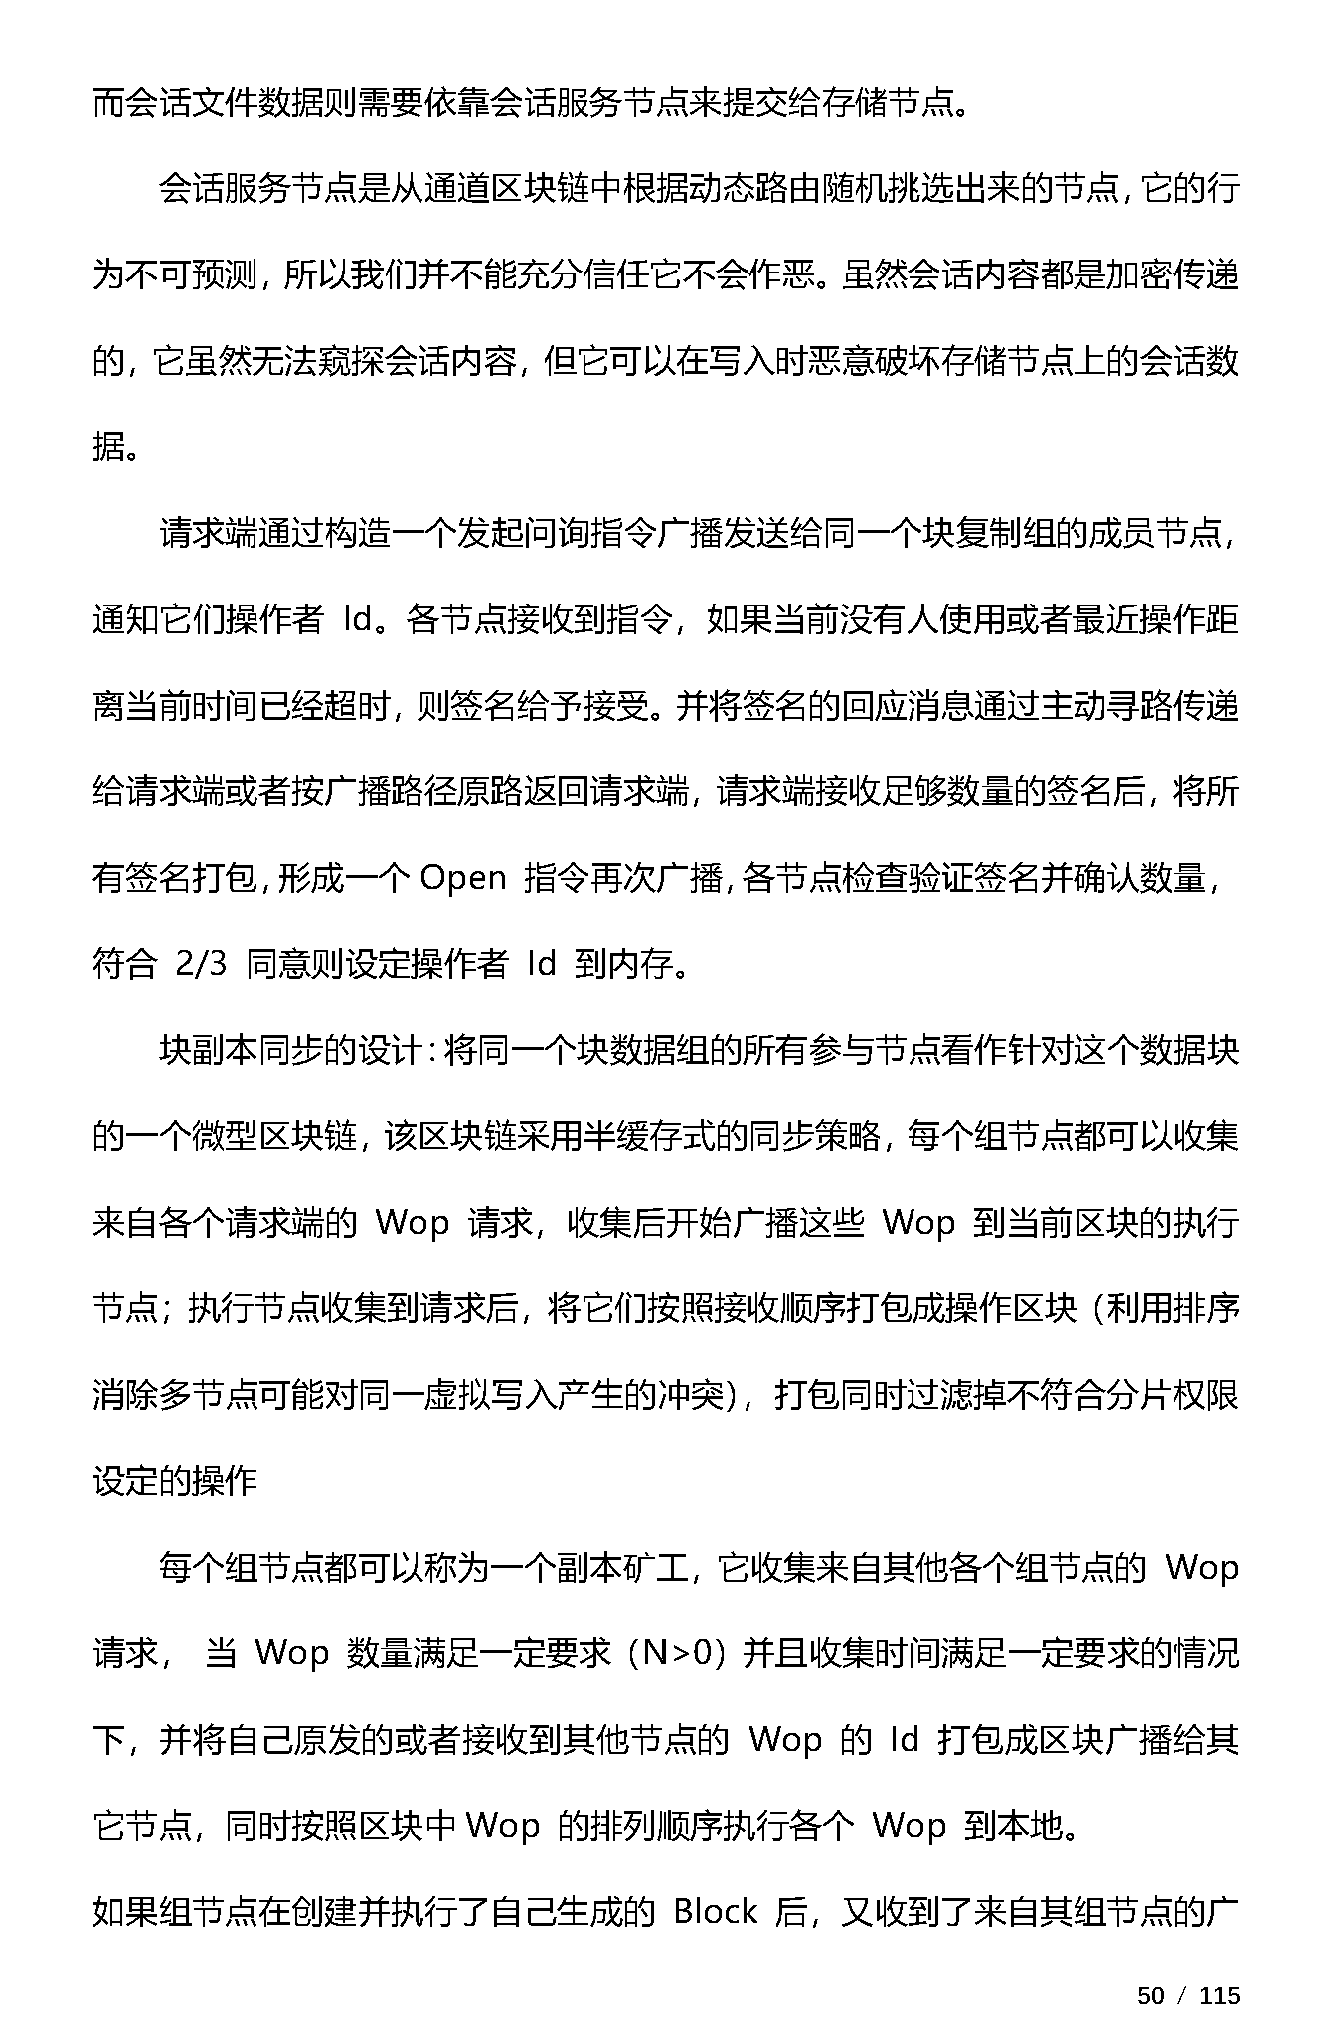 而会话文件数据则需要依靠会话服务节点来提交给存储节点。
会话服务节点是从通道区块链中根据动态路由随机挑选出来的节点，它的行
为不可预测，所以我们并不能充分信任它不会作恶。虽然会话内容都是加密传递
的，它虽然无法窥探会话内容，但它可以在写入时恶意破坏存储节点上的会话数
据。
请求端通过构造一个发起问询指令广播发送给同一个块复制组的成员节点，
通知它们操作者 Id。各节点接收到指令，如果当前没有人使用或者最近操作距
离当前时间已经超时，则签名给予接受。并将签名的回应消息通过主动寻路传递
给请求端或者按广播路径原路返回请求端，请求端接收足够数量的签名后，将所
有签名打包，形成一个 Open 指令再次广播，各节点检查验证签名并确认数量，
符合 2/3 同意则设定操作者 Id 到内存。
块副本同步的设计：将同一个块数据组的所有参与节点看作针对这个数据块
的一个微型区块链，该区块链采用半缓存式的同步策略，每个组节点都可以收集
来自各个请求端的 Wop 请求，收集后开始广播这些 Wop 到当前区块的执行
节点；执行节点收集到请求后，将它们按照接收顺序打包成操作区块（利用排序
消除多节点可能对同一虚拟写入产生的冲突），打包同时过滤掉不符合分片权限
设定的操作
每个组节点都可以称为一个副本矿工，它收集来自其他各个组节点的 Wop
请求， 当 Wop 数量满足一定要求（N>0）并且收集时间满足一定要求的情况
下，并将自己原发的或者接收到其他节点的 Wop 的 Id 打包成区块广播给其
它节点，同时按照区块中 Wop 的排列顺序执行各个 Wop 到本地。
如果组节点在创建并执行了自己生成的 Block 后，又收到了来自其组节点的广
50 / 115